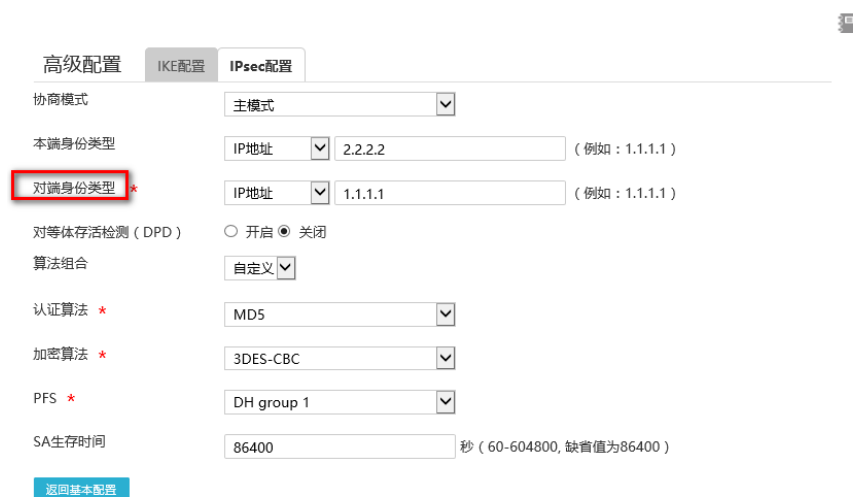 高级配置 IKE配置 IPsec配置
协商模式 主模式
本端身份类型 IP地址 2.2.2.2 (例如：1.1.1.1)
对端身份类型 * IP地址 1.1.1.1 (例如：1.1.1.1)
对等体存活检测(DPD) 开启 关闭
算法组合 自定义
认证算法 * MD5
加密算法 * 3DES-CBC
PFS * DH group 1
SA生存时间 86400 秒(60-604800, 缺省值为86400)
返回基本配置